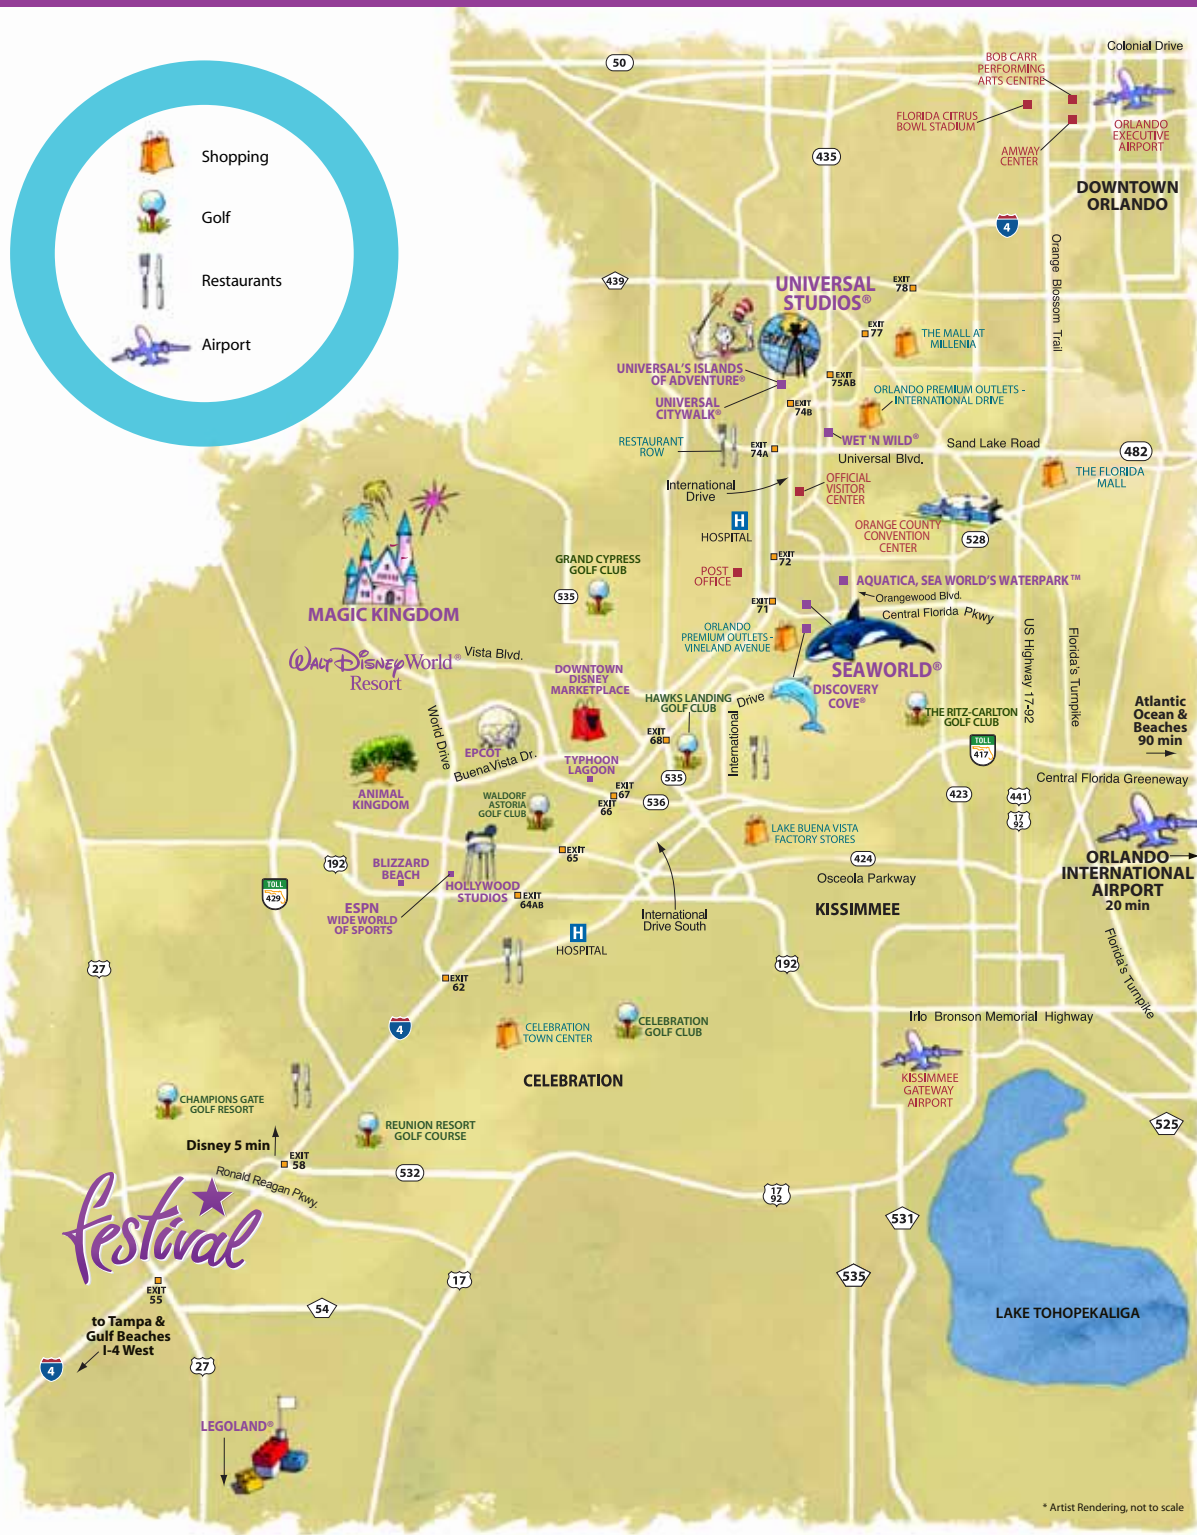 Shopping
Golf
Restaurants
Airport
50
Colonial Drive
BOB CARR
PERFORMING
ARTS CENTRE
FLORIDA CITRUS
BOWL STADIUM
AMWAY
CENTER
ORLANDO
EXECUTIVE
AIRPORT
435
DOWNTOWN
ORLANDO
4
Orange Blossom Trail
439
UNIVERSAL
STUDIOS®
EXIT
78
EXIT
77
THE MALL AT
MILLENIA
UNIVERSAL'S ISLANDS
OF ADVENTURE®
EXIT
75AB
UNIVERSAL
CITYWALK®
EXIT
74B
ORLANDO PREMIUM OUTLETS -
INTERNATIONAL DRIVE
RESTAURANT
ROW
EXIT
74A
WET 'N WILD®
Universal Blvd.
Sand Lake Road
482
THE FLORIDA
MALL
International
Drive
OFFICIAL
VISITOR
CENTER
H
HOSPITAL
ORANGE COUNTY
CONVENTION
CENTER
528
GRAND CYPRESS
GOLF CLUB
535
EXIT
72
POST
OFFICE
AQUATICA, SEA WORLD'S WATERPARK™
Orangewood Blvd.
EXIT
71
Central Florida Pkwy
MAGIC KINGDOM
Walt Disney World®
Resort
Vista Blvd.
ORLANDO
PREMIUM OUTLETS -
VINELAND AVENUE
SEAWORLD®
DISCOVERY
COVE®
DOWNTOWN
DISNEY
MARKETPLACE
HAWKS LANDING
GOLF CLUB
International Drive
US Highway 17-92
Florida's Turnpike
THE RITZ-CARLTON
GOLF CLUB
Atlantic
Ocean &
Beaches
90 min
World Drive
EPCOT
Buena Vista Dr.
EXIT
68
TOLL
417
ANIMAL
KINGDOM
TYPHOON
LAGOON
535
Central Florida Greeneway
WALDORF
ASTORIA
GOLF CLUB
EXIT
67
EXIT
66
536
423
441
17
92
LAKE BUENA VISTA
FACTORY STORES
192
BLIZZARD
BEACH
EXIT
65
424
Osceola Parkway
ORLANDO
INTERNATIONAL
AIRPORT
20 min
TOLL
429
HOLLYWOOD
STUDIOS
EXIT
64AB
ESPN
WIDE WORLD
OF SPORTS
International
Drive South
KISSIMMEE
H
HOSPITAL
Florida's Turnpike
27
EXIT
62
192
Irlo Bronson Memorial Highway
4
CELEBRATION
TOWN CENTER
CELEBRATION
GOLF CLUB
KISSIMMEE
GATEWAY
AIRPORT
CELEBRATION
CHAMPIONS GATE
GOLF RESORT
REUNION RESORT
GOLF COURSE
525
Disney 5 min
EXIT
58
532
Ronald Reagan Pkwy.
17
92
531
festival
17
535
EXIT
55
54
LAKE TOHOPEKALIGA
to Tampa &
Gulf Beaches
I-4 West
4
27
LEGOLAND®
* Artist Rendering, not to scale